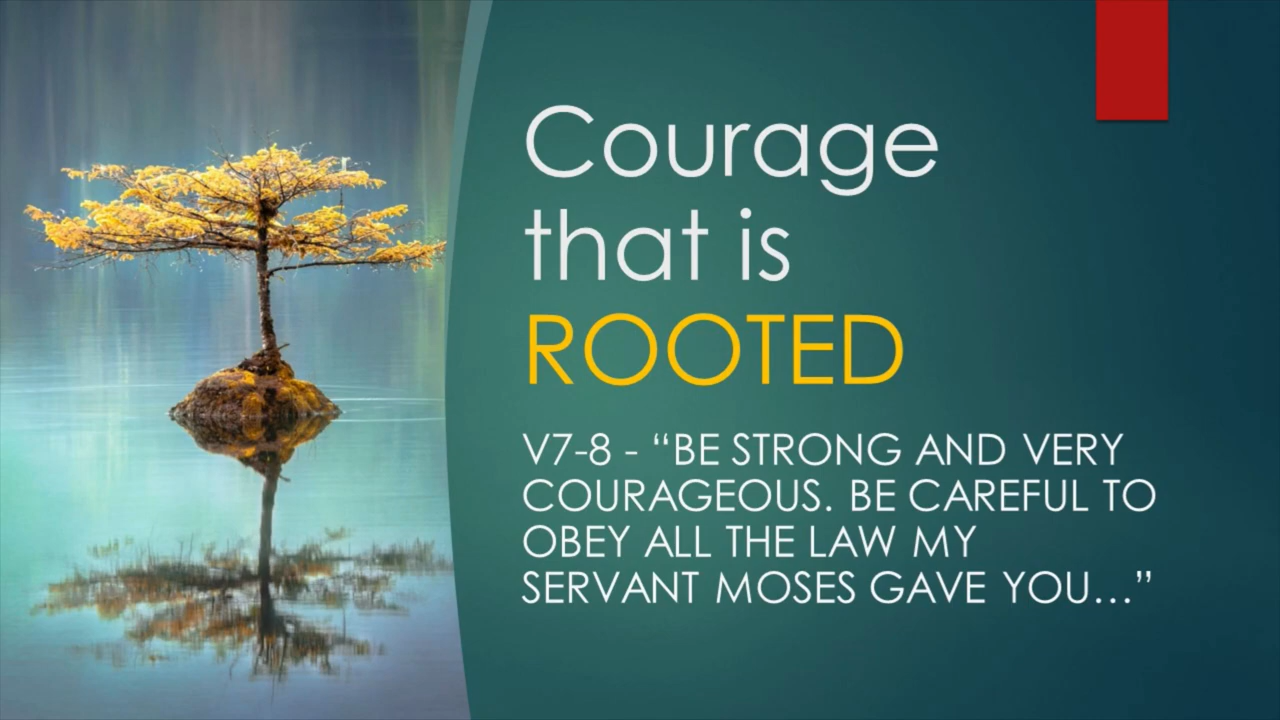 Courage
that is
ROOTED
V7-8 - “BE STRONG AND VERY
COURAGEOUS. BE CAREFUL TO
OBEY ALL THE LAW MY
SERVANT MOSES GAVE YOU…”